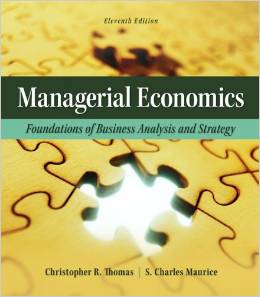 Eleventh Edition
Managerial Economics
Foundations of Business Analysis and Strategy
Christopher R. Thomas | S. Charles Maurice